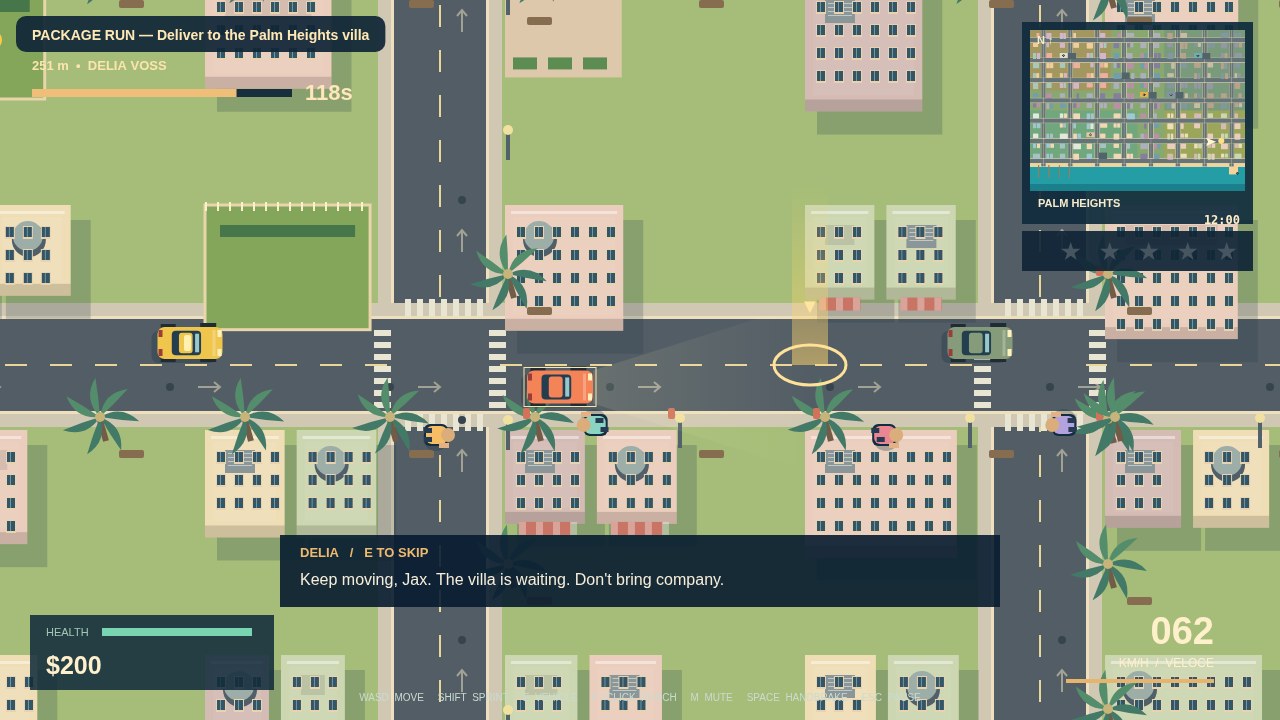 PACKAGE RUN — Deliver to the Palm Heights villa
251 m • DELIA VOSS
118s
N
PALM HEIGHTS
12:00
DELIA / E TO SKIP
Keep moving, Jax. The villa is waiting. Don't bring company.
HEALTH
$200
062
KM/H / VELOCE
WASD MOVE SHIFT SPRINT M MUTE SPACE HANDBRAKE